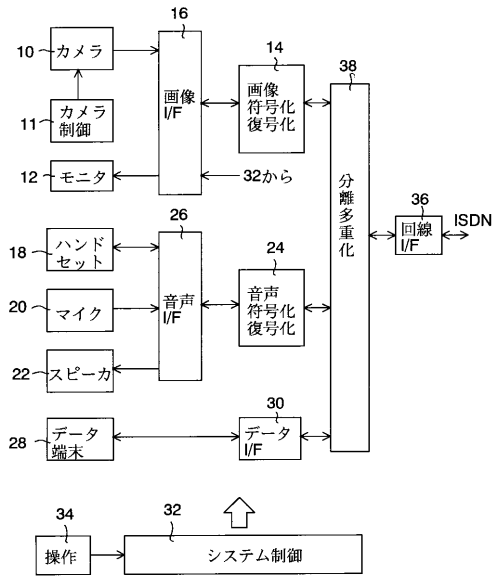 16
10
カメラ
14
38
11
カメラ
制御
画像
I/F
画像
符号化
復号化
12
モニタ
32から
分離多重化
36
ISDN
回線
I/F
26
18
ハンド
セット
24
20
マイク
音声
I/F
音声
符号化
復号化
22
スピーカ
30
28
データ
端末
データ
I/F
34
32
操作
システム制御